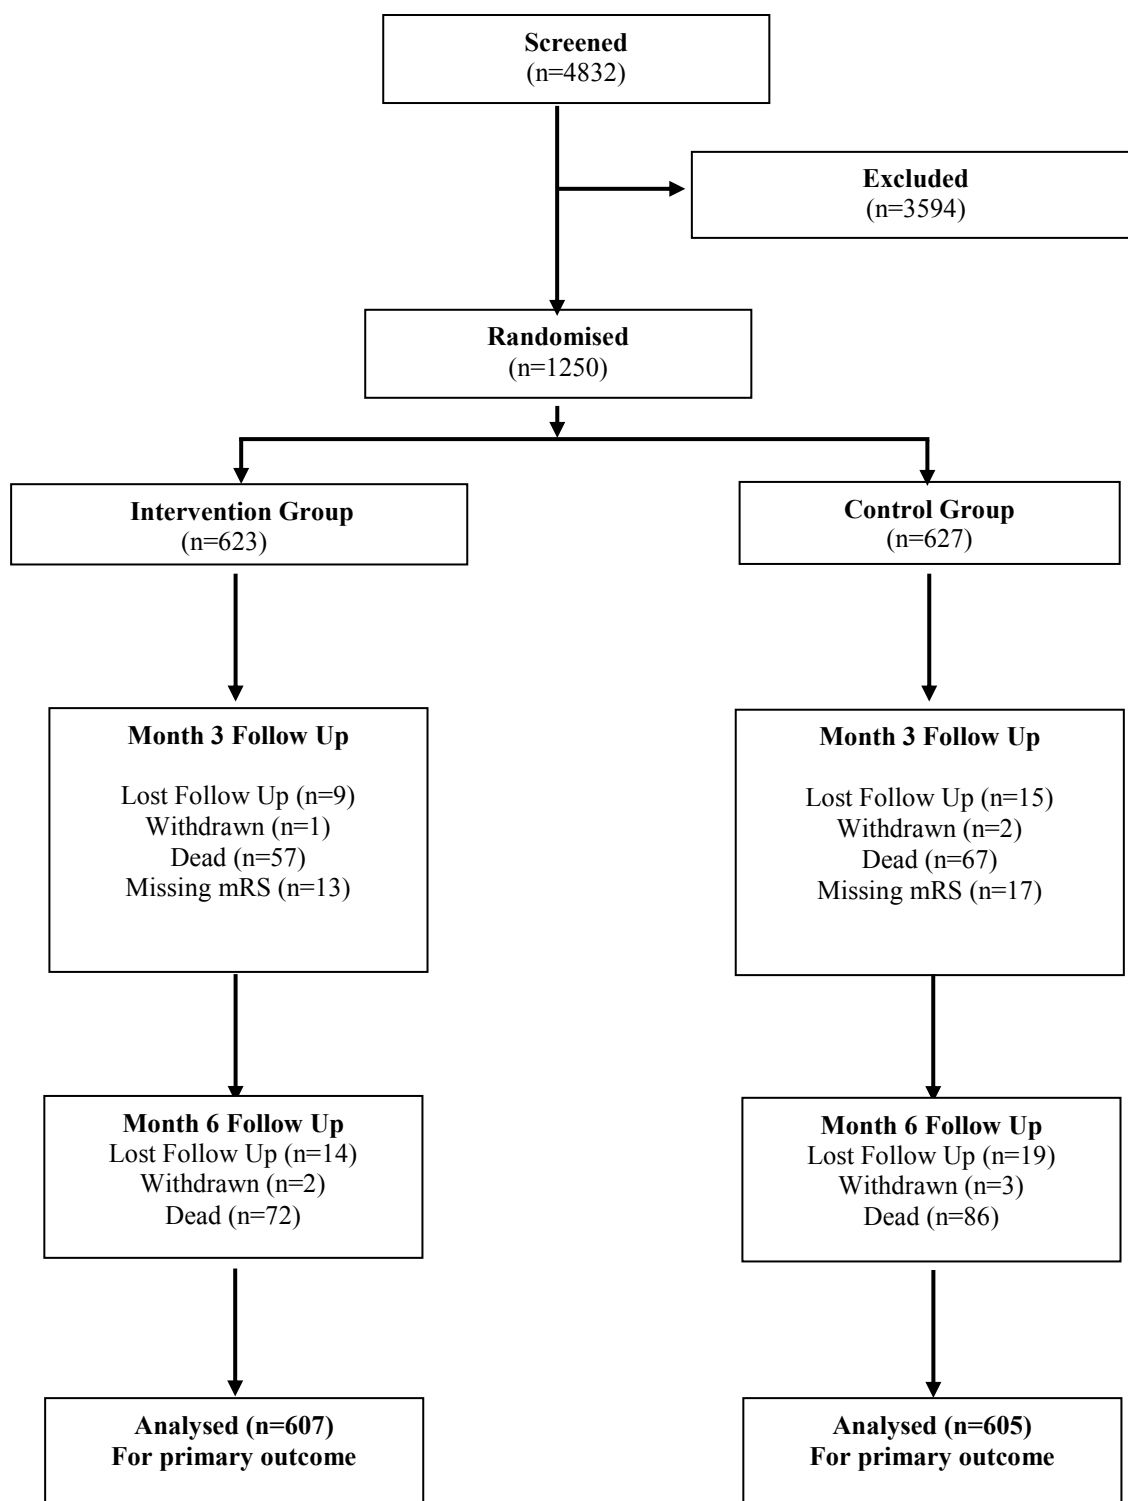 Screened
(n=4832)
Excluded
(n=3594)
Randomised
(n=1250)
Intervention Group
(n=623)
Control Group
(n=627)
Month 3 Follow Up
Lost Follow Up (n=9)
Withdrawn (n=1)
Dead (n=57)
Missing mRS (n=13)
Month 3 Follow Up
Lost Follow Up (n=15)
Withdrawn (n=2)
Dead (n=67)
Missing mRS (n=17)
Month 6 Follow Up
Lost Follow Up (n=14)
Withdrawn (n=2)
Dead (n=72)
Month 6 Follow Up
Lost Follow Up (n=19)
Withdrawn (n=3)
Dead (n=86)
Analysed (n=607)
For primary outcome
Analysed (n=605)
For primary outcome